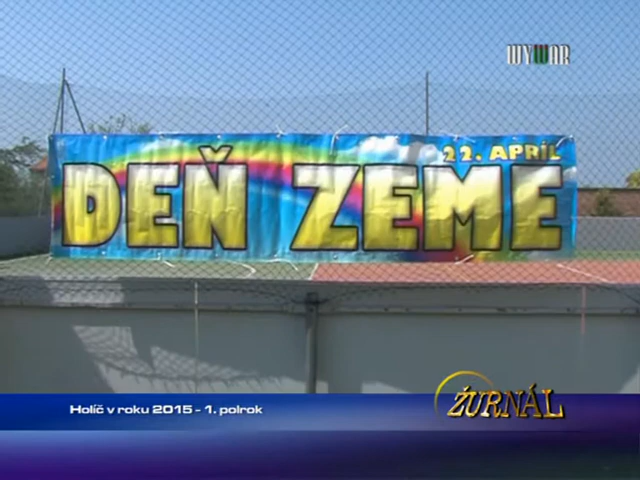 WYWAR
22. APRÍL
DEŇ ZEME
Holíč v roku 2015 - 1. polrok
ŽURNÁL